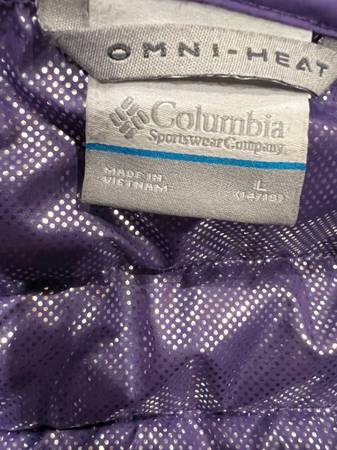 OMNI-HEAT
Columbia
Sportswear Company
MADE IN
VIETNAM
L
(14/16)